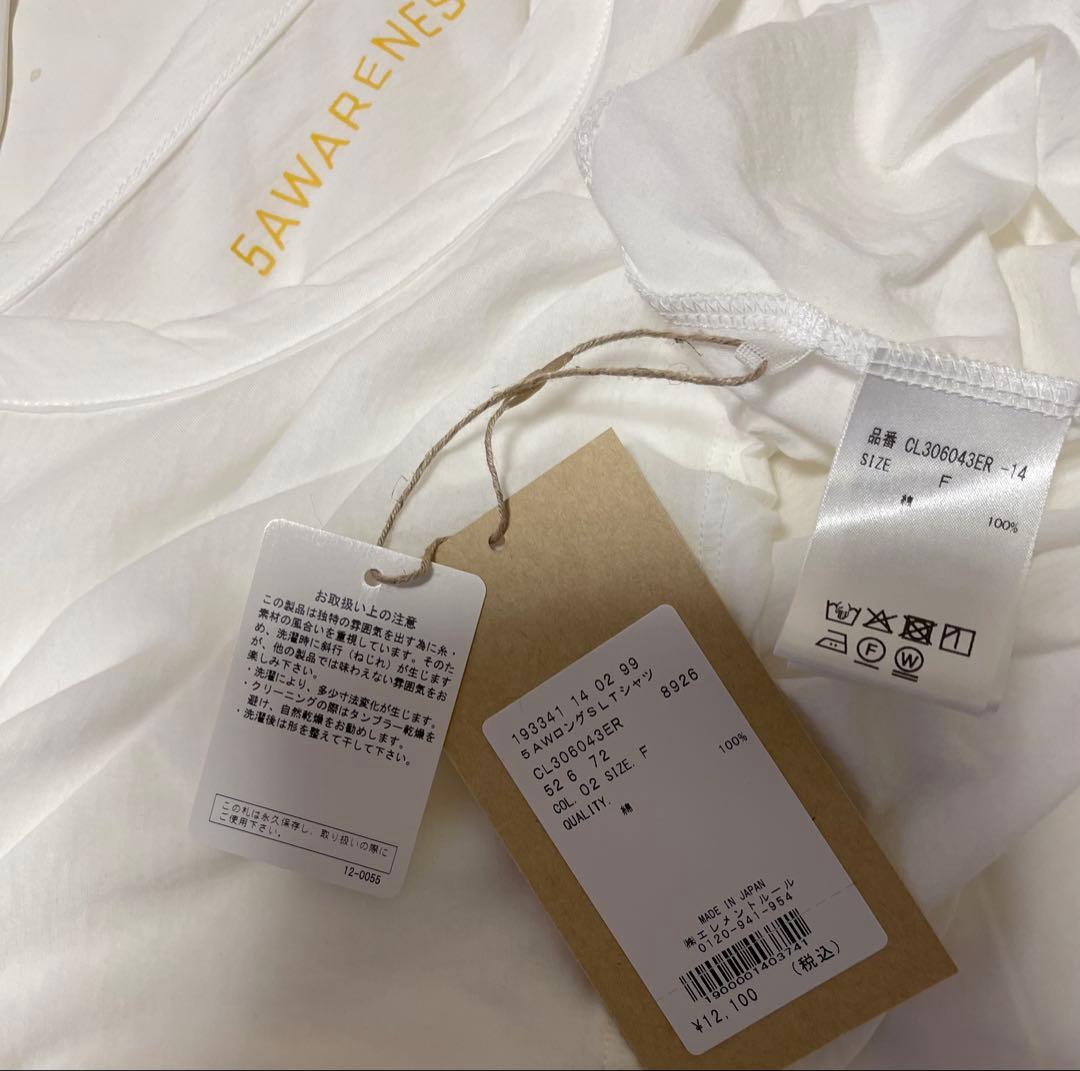 5AWARENES
品番 CL306043ER -14
SIZE F
綿 100%
F
W
お取扱い上の注意
この製品は独特の雰囲気を出す為に糸・
素材の風合いを重視しています。そのた
め、洗濯時に斜行(ねじれ)が生じます
が、他の製品では味わえない雰囲気をお
楽しみ下さい。
・洗濯により、多少寸法変化が生じます。
・クリーニングの際はタンブラー乾燥を
避け、自然乾燥をお勧めします。
・洗濯後は形を整えて干して下さい。
この札は永久保存し、取り扱いの際に
ご使用下さい。
12-0055
193341 14 02 99
5AWロングSLTシャツ
CL306043ER 8926
52 6 72
COL. 02 SIZE. F
QUALITY. 綿 100%
MADE IN JAPAN
㈱エレメントルール
0120-941-954
1900001403741
¥12,100 (税込)